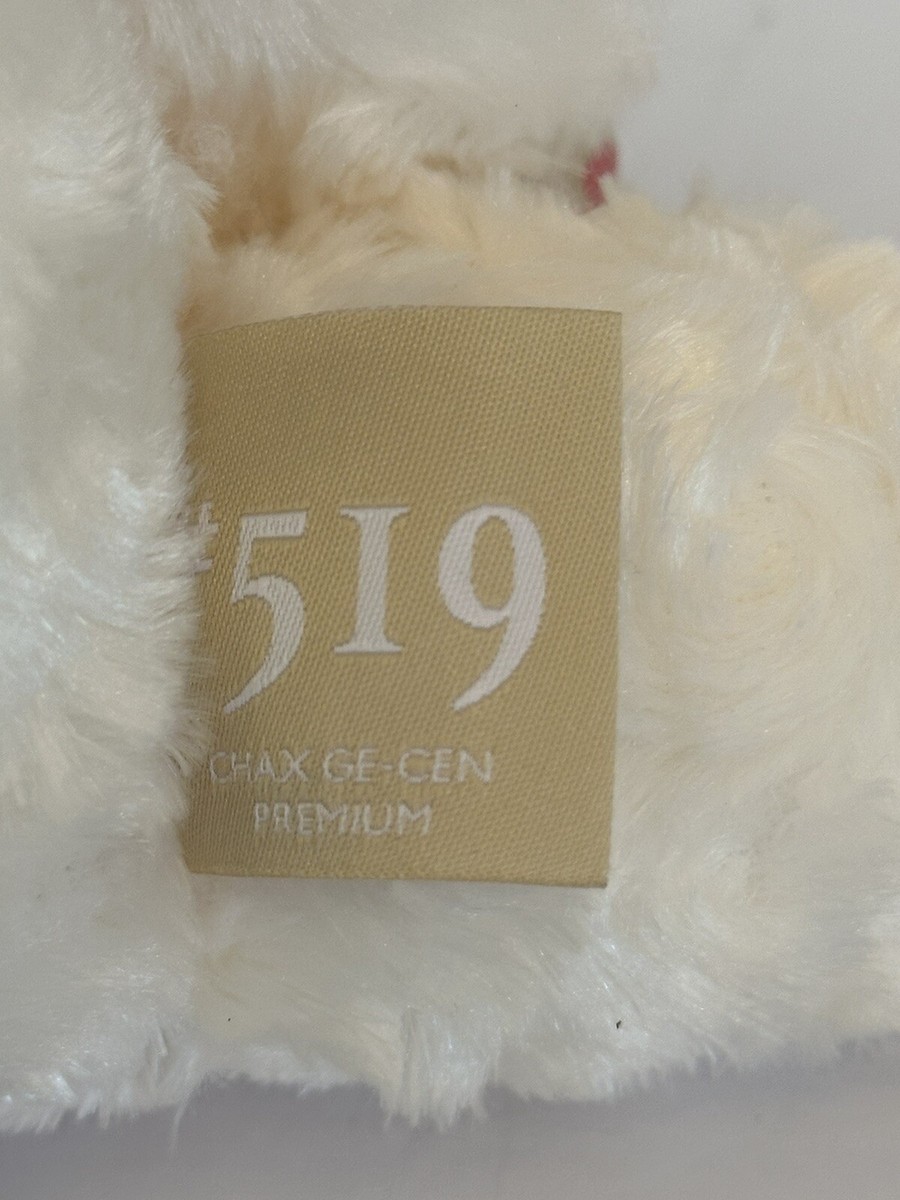 #519
CHAX GE-CEN
PREMIUM